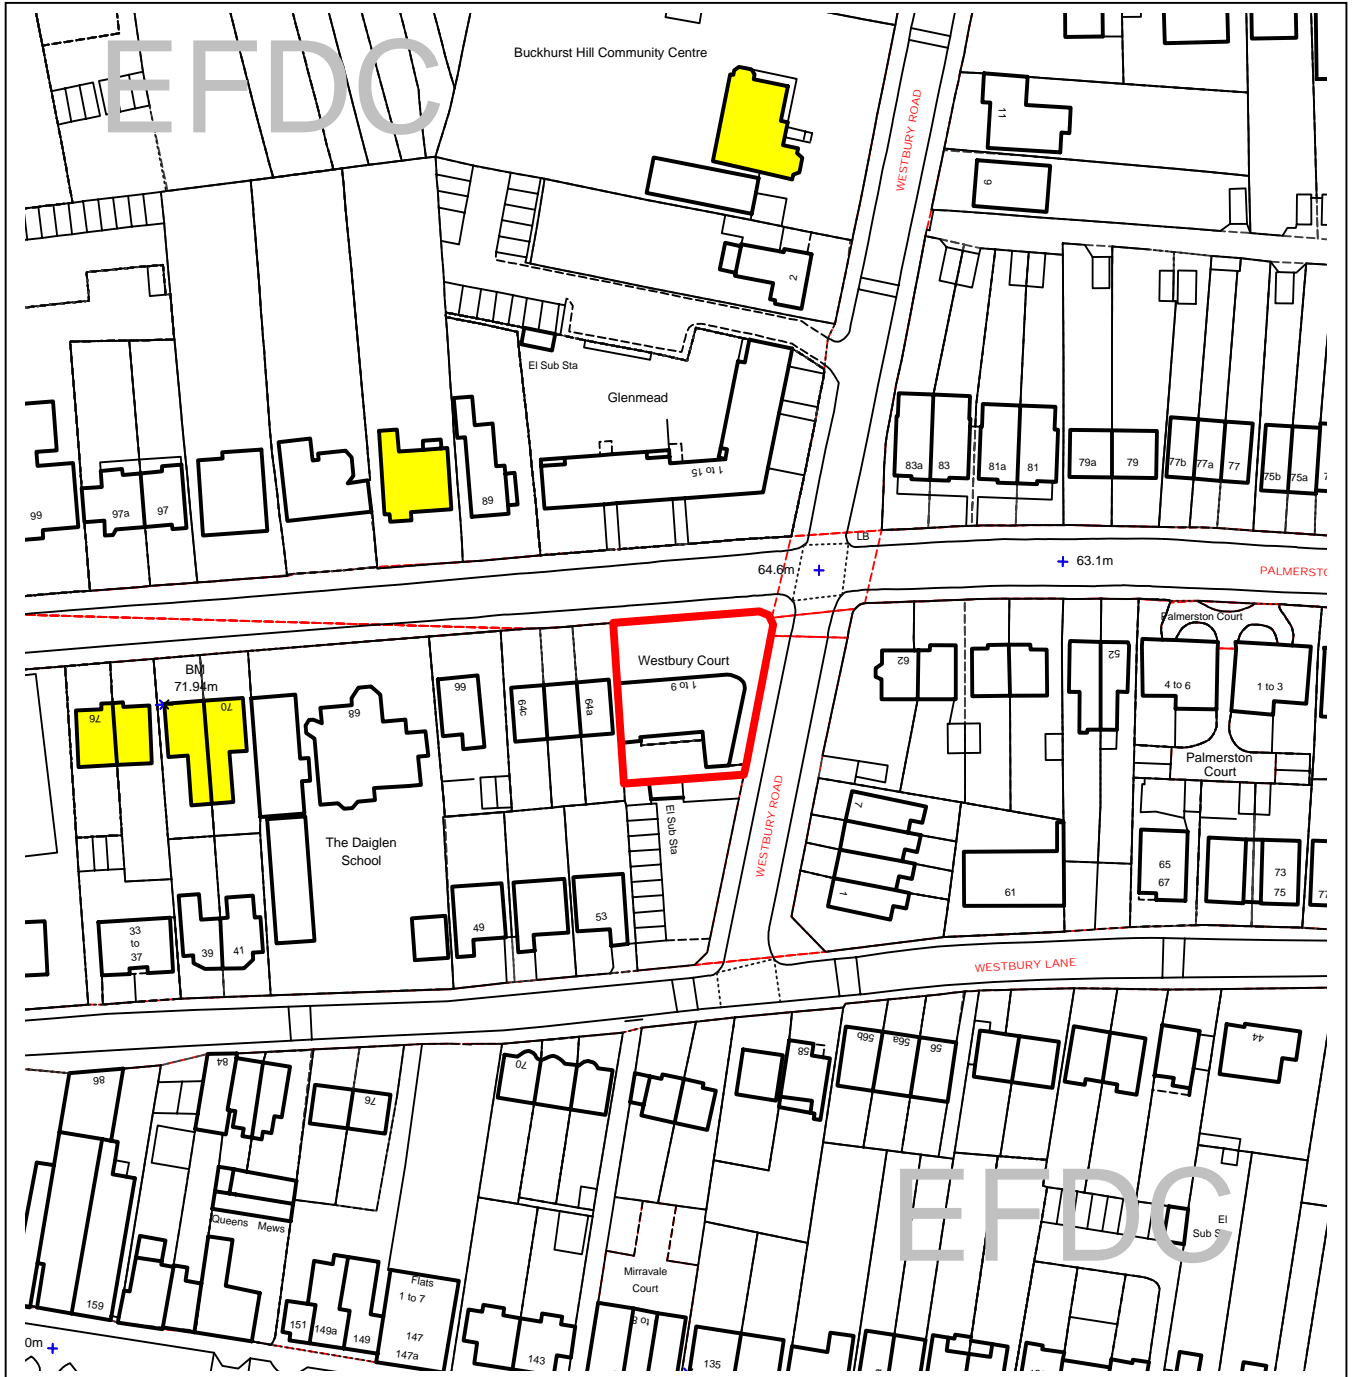 EFDC
Buckhurst Hill Community Centre
WESTBURY ROAD
11
9
2
El Sub Sta
Glenmead
1 to 15
83a
83
81a
81
79a
79
77b
77a
77
75b
75a
99
97a
97
89
LB
64.6m
63.1m
PALMERSTO
Palmerston Court
Westbury Court
1 to 9
BM
71.94m
76
70
68
66
64c
64a
62
52
4 to 6
1 to 3
Palmerston
Court
WESTBURY ROAD
El Sub Sta
The Daiglen
School
7
1
61
65
67
73
75
77
33
to
37
39
41
49
53
WESTBURY LANE
86
84
76
70
58
56b
56a
56
44
EFDC
El
Sub S
Queens Mews
Mirravale
Court
Flats
1 to 7
159
151
149a
149
147
147a
143
to 8
135
0m